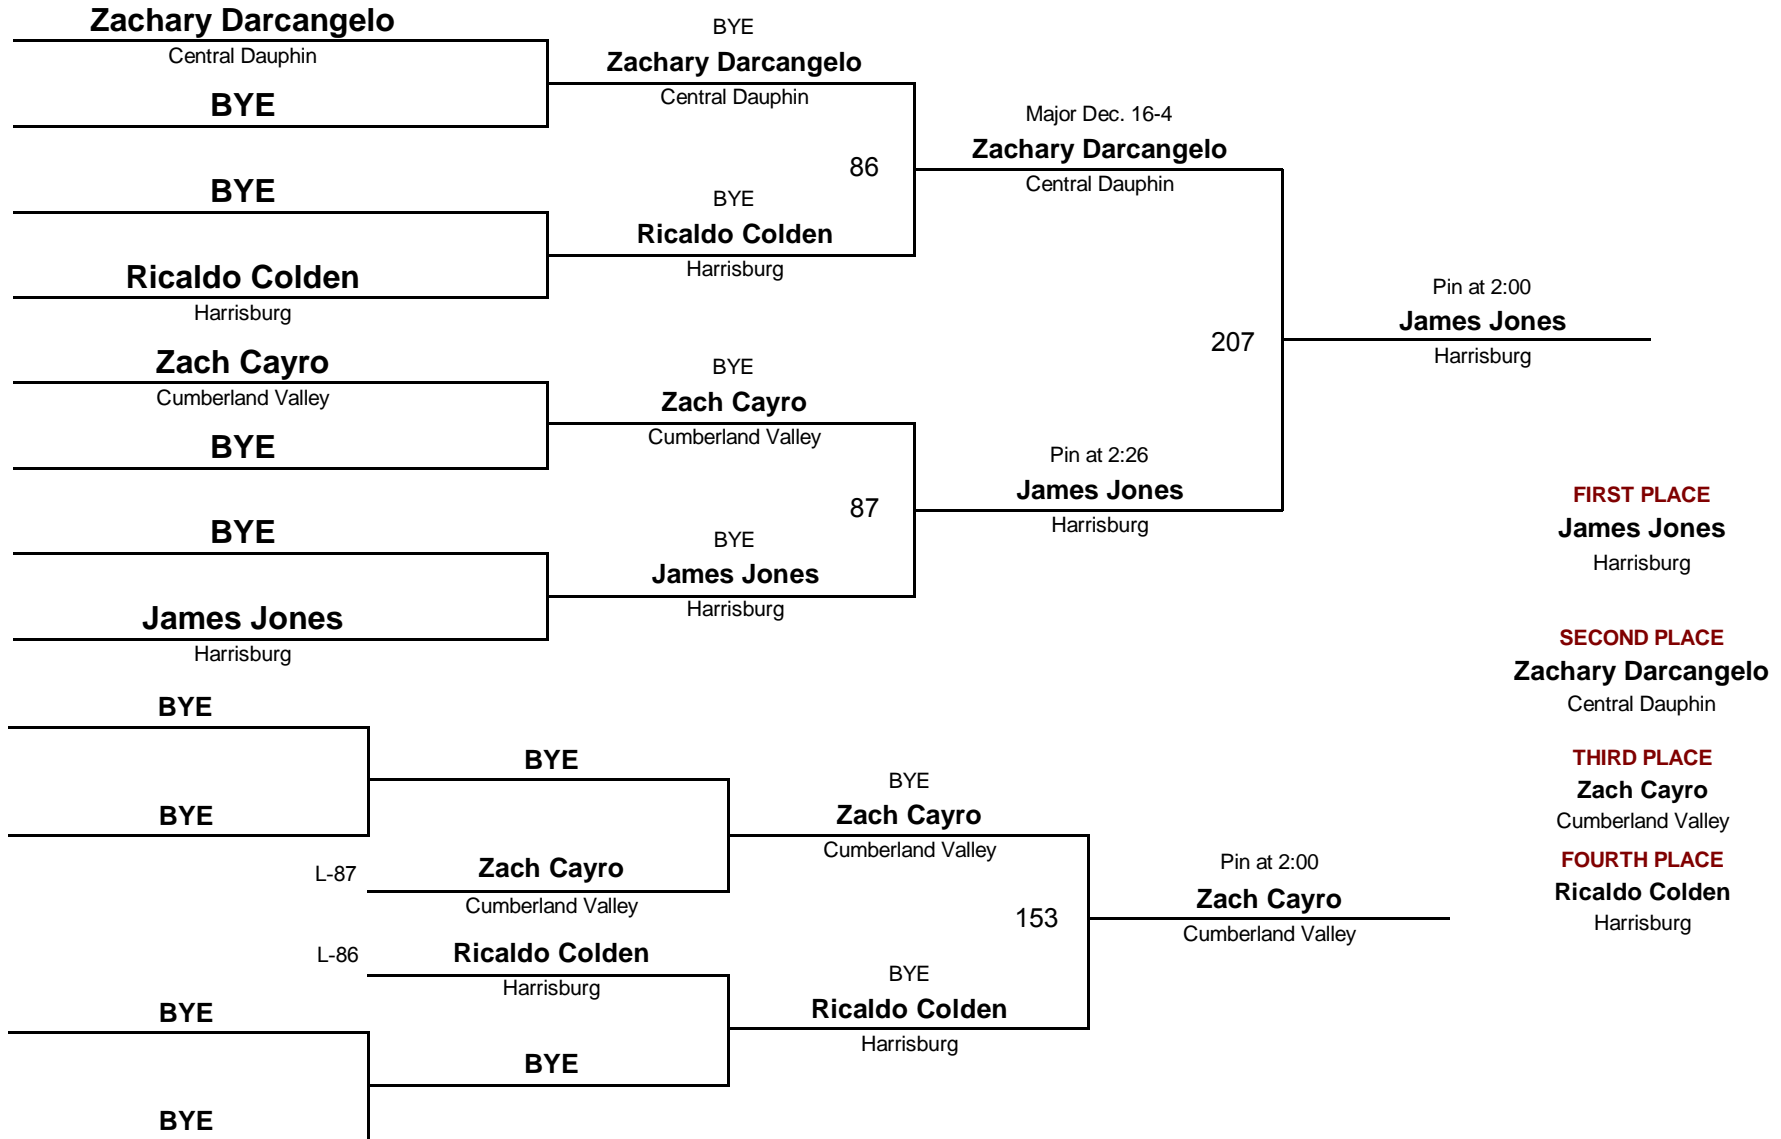 Zachary Darcangelo
Central Dauphin
BYE
BYE
Ricaldo Colden
Harrisburg
Zach Cayro
Cumberland Valley
BYE
BYE
James Jones
Harrisburg
BYE
Zachary Darcangelo
Central Dauphin
86
BYE
Ricaldo Colden
Harrisburg
BYE
Zach Cayro
Cumberland Valley
87
BYE
James Jones
Harrisburg
Major Dec. 16-4
Zachary Darcangelo
Central Dauphin
207
Pin at 2:26
James Jones
Harrisburg
Pin at 2:00
James Jones
Harrisburg
FIRST PLACE
James Jones
Harrisburg
SECOND PLACE
Zachary Darcangelo
Central Dauphin
THIRD PLACE
Zach Cayro
Cumberland Valley
FOURTH PLACE
Ricaldo Colden
Harrisburg
BYE
BYE
BYE
BYE
BYE
L-87
Zach Cayro
Cumberland Valley
L-86
Ricaldo Colden
Harrisburg
BYE
BYE
Zach Cayro
Cumberland Valley
153
BYE
Ricaldo Colden
Harrisburg
Pin at 2:00
Zach Cayro
Cumberland Valley